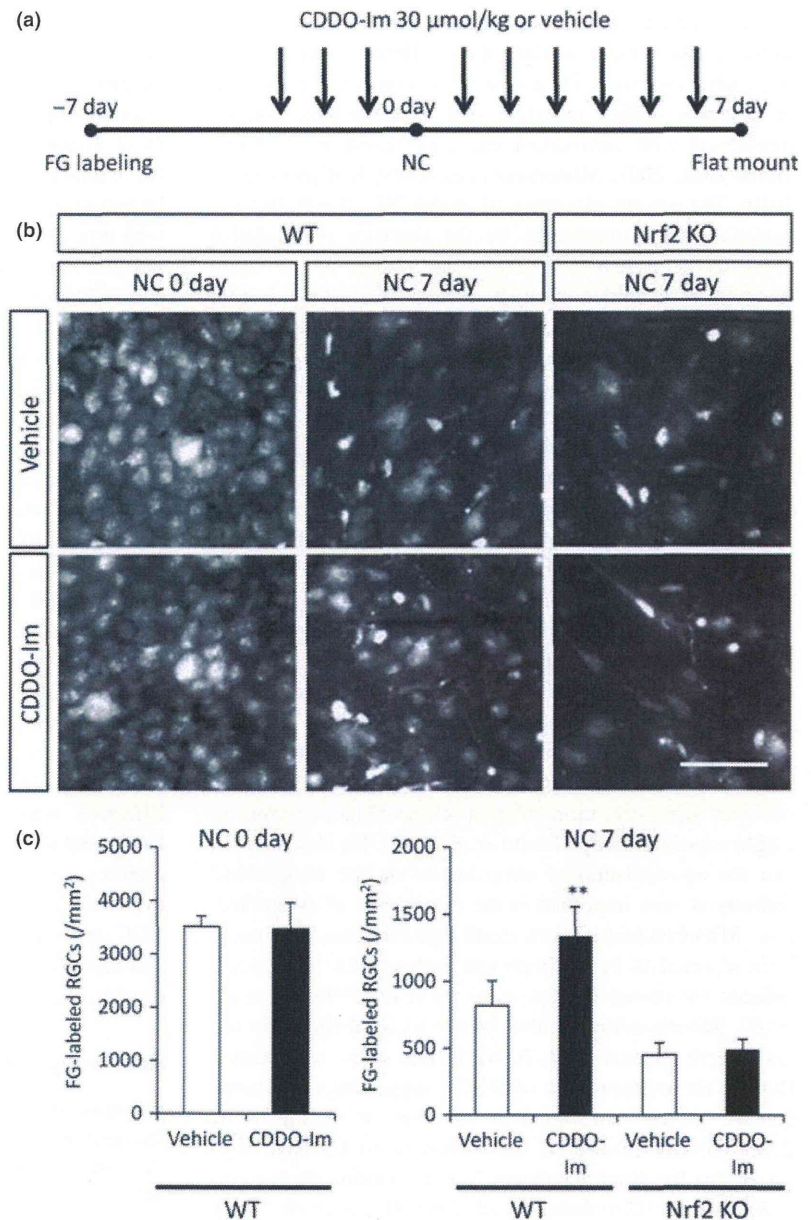 (a)
CDDO-Im 30 μmol/kg or vehicle
–7 day 0 day 7 day
FG labeling NC Flat mount
(b)
WT Nrf2 KO
NC 0 day NC 7 day NC 7 day
Vehicle
CDDO-Im
(c)
NC 0 day
FG-labeled RGCs (/mm²)
5000
4000
3000
2000
1000
0
Vehicle CDDO-Im
WT
NC 7 day
FG-labeled RGCs (/mm²)
2000
1500
1000
500
0
**
Vehicle CDDO-Im Vehicle CDDO-Im
WT Nrf2 KO